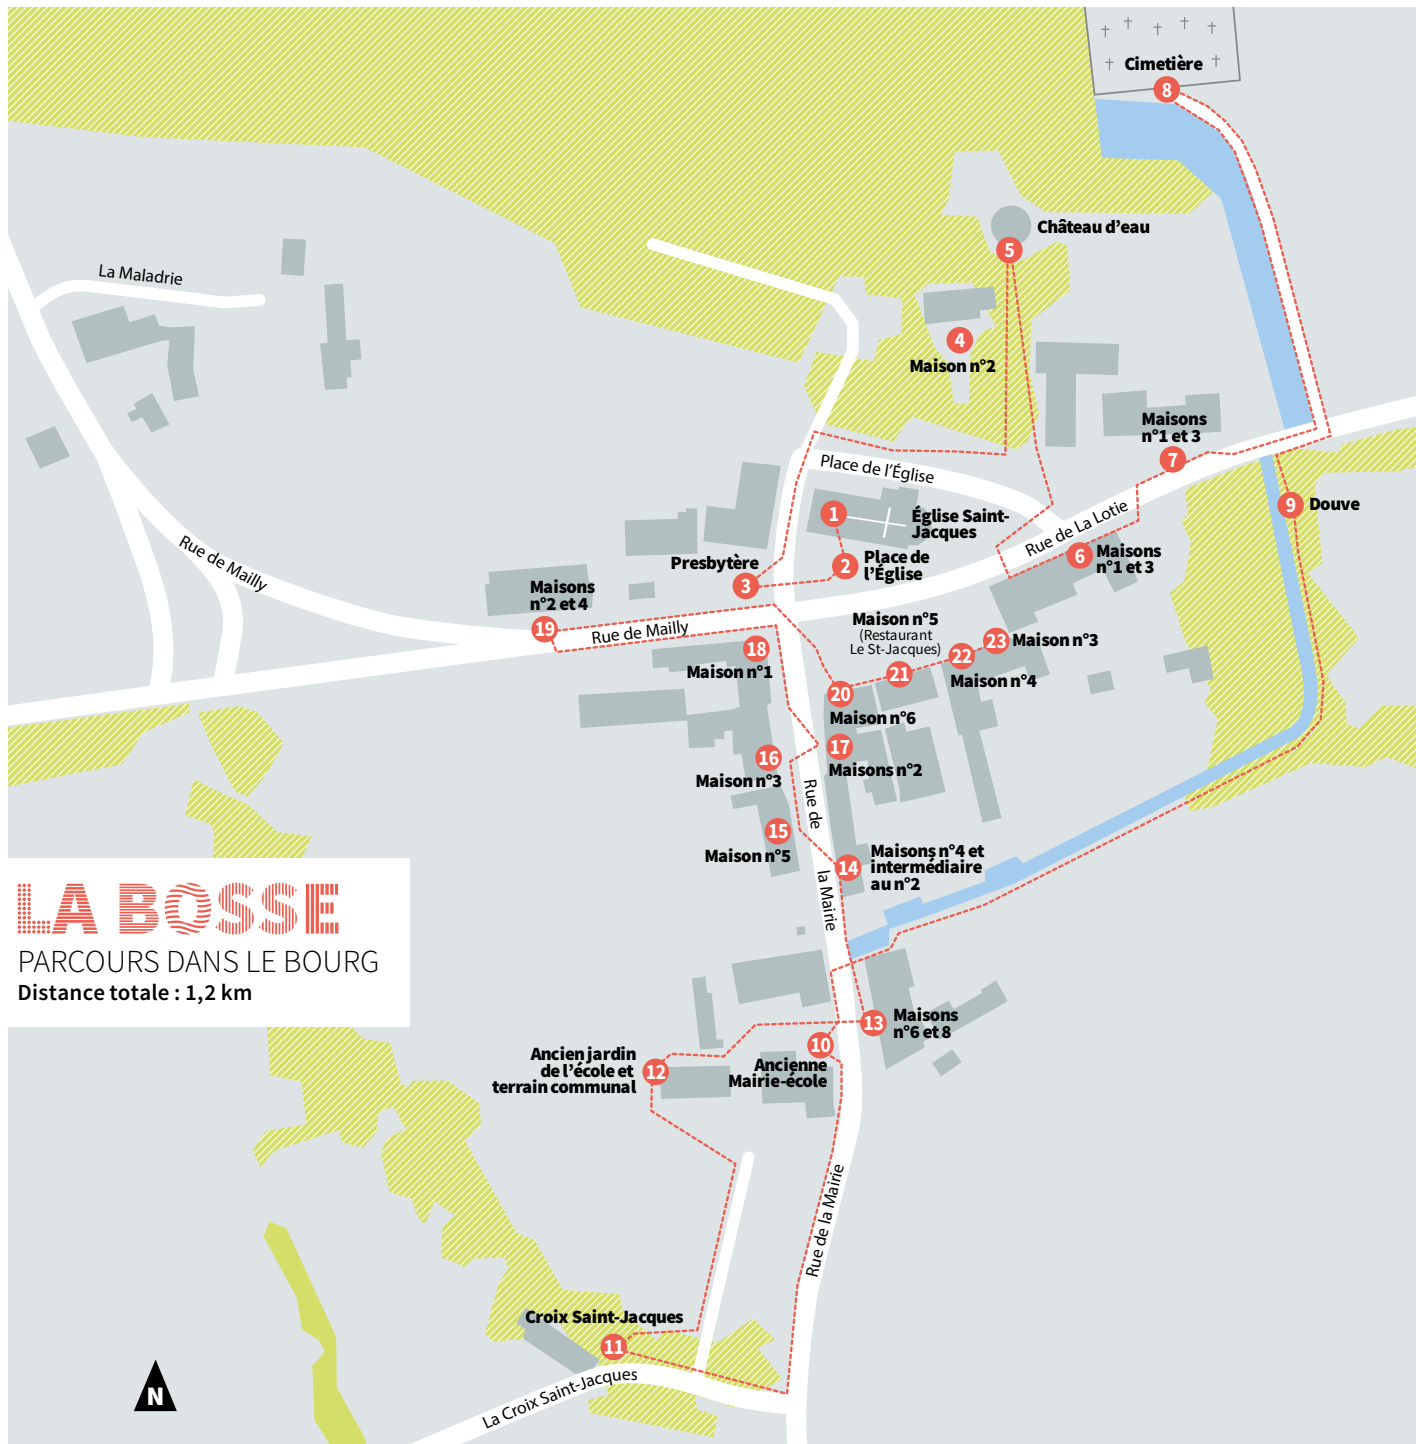 Cimetière
8
Château d'eau
5
La Maladrie
4
Maison n°2
Maisons
n°1 et 3
7
Place de l'Église
1
Église Saint-
Jacques
Rue de La Lotie
9
Douve
Rue de Mailly
Presbytère
3
2
Place de
l'Église
6
Maisons
n°1 et 3
Maisons
n°2 et 4
19
Rue de Mailly
Maison n°5
(Restaurant
Le St-Jacques)
18
Maison n°1
23
Maison n°3
22
Maison n°4
21
20
Maison n°6
17
Maisons n°2
16
Maison n°3
Rue de
la Mairie
15
Maison n°5
14
Maisons n°4 et
intermédiaire
au n°2
LA BOSSE
PARCOURS DANS LE BOURG
Distance totale : 1,2 km
13
Maisons
n°6 et 8
10
Ancienne
Mairie-école
Ancien jardin
de l'école et
terrain communal
12
Rue de la Mairie
Croix Saint-Jacques
11
La Croix Saint-Jacques
N